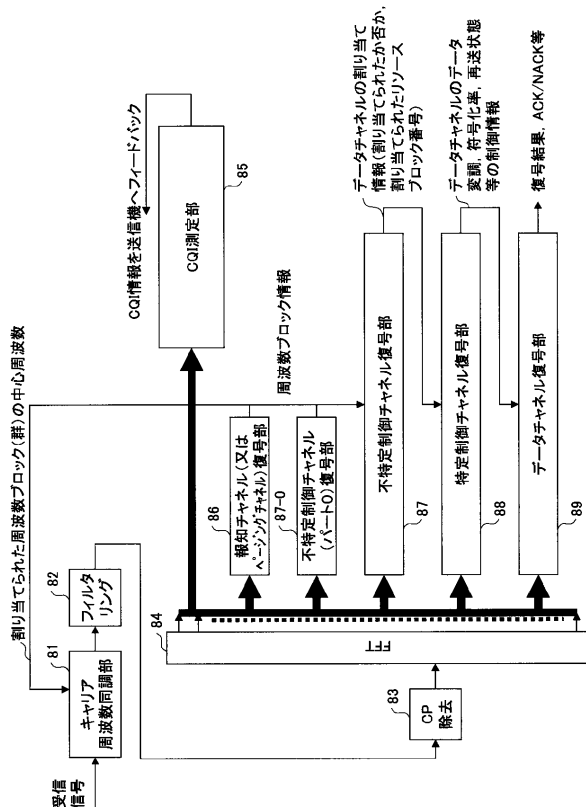 受信
信号
割り当てられた周波数ブロック(群)の中心周波数
81
キャリア
周波数同調部
82
フィルタ
リング
83
CP
除去
84
FFT
CQI情報を送信機へフィードバック
CQI測定部
85
周波数ブロック情報
86
報知チャネル(又は
ページングチャネル)復号部
87-0
不特定制御チャネル
(パート0)復号部
不特定制御チャネル復号部
87
データチャネルの割り当て
情報(割り当てられたか否か,
割り当てられたリソース
ブロック番号)
特定制御チャネル復号部
88
データチャネルのデータ
変調, 符号化率, 再送状態
等の制御情報
データチャネル復号部
89
復号結果, ACK/NACK等